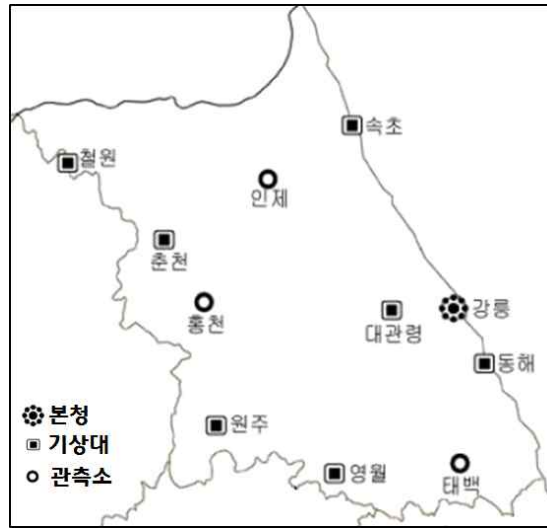 속초
철원
인제
춘천
홍천
대관령
강릉
동해
본청
원주
기상대
영월
태백
관측소